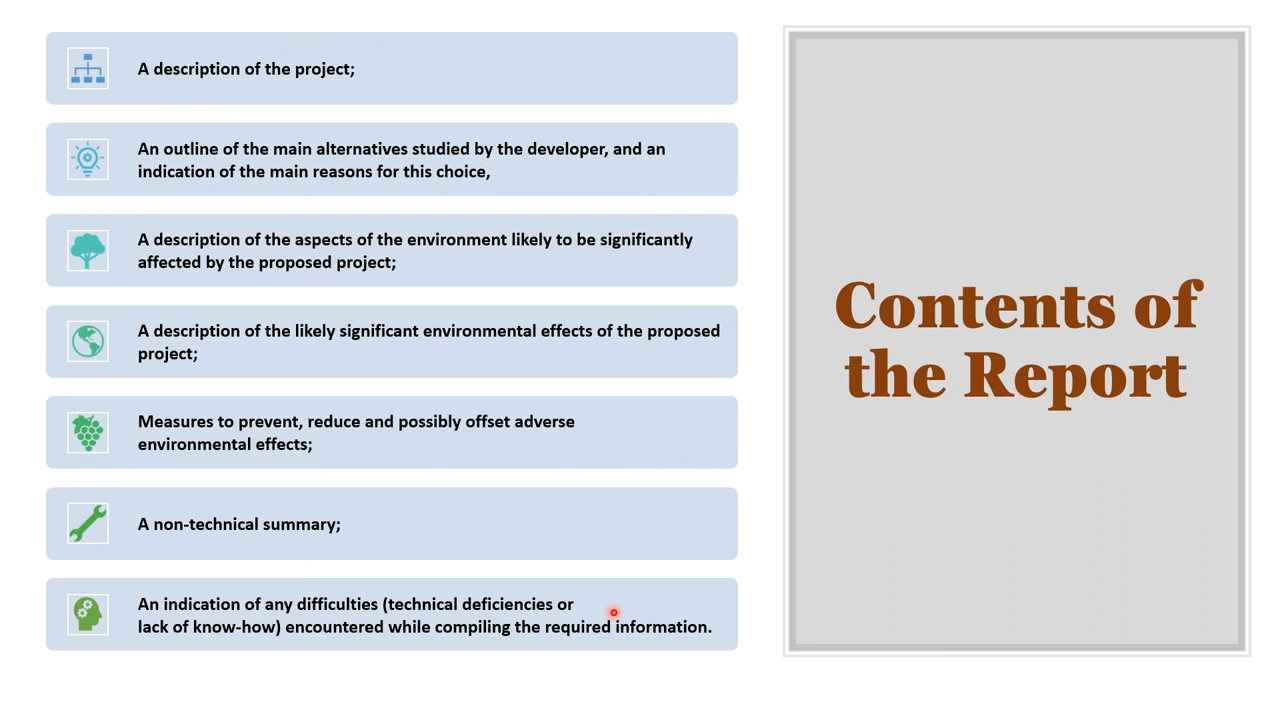 A description of the project;
An outline of the main alternatives studied by the developer, and an
indication of the main reasons for this choice,
A description of the aspects of the environment likely to be significantly
affected by the proposed project;
A description of the likely significant environmental effects of the proposed
project;
Measures to prevent, reduce and possibly offset adverse
environmental effects;
A non-technical summary;
An indication of any difficulties (technical deficiencies or
lack of know-how) encountered while compiling the required information.
Contents of
the Report